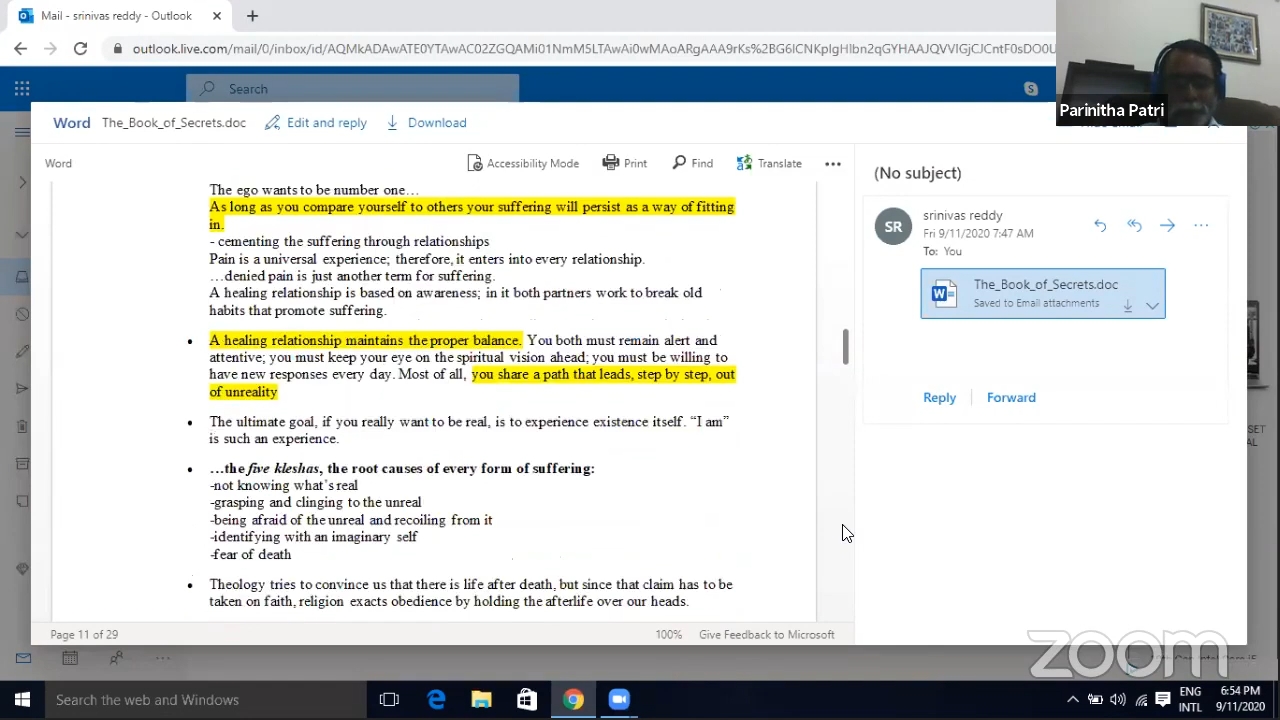 Mail - srinivas reddy - Outlook
outlook.live.com/mail/0/inbox/id/
Parinitha Patri
Search
Word The_Book_of_Secrets.doc Edit and reply Download
Word Accessibility Mode Print Find Translate
The ego wants to be number one…
As long as you compare yourself to others your suffering will persist as a way of fitting
in.
- cementing the suffering through relationships
Pain is a universal experience; therefore, it enters into every relationship.
…denied pain is just another term for suffering.
A healing relationship is based on awareness; in it both partners work to break old
habits that promote suffering.
• A healing relationship maintains the proper balance. You both must remain alert and
attentive; you must keep your eye on the spiritual vision ahead; you must be willing to
have new responses every day. Most of all, you share a path that leads, step by step, out
of unreality
• The ultimate goal, if you really want to be real, is to experience existence itself. “I am”
is such an experience.
• …the five kleshas, the root causes of every form of suffering:
-not knowing what’s real
-grasping and clinging to the unreal
-being afraid of the unreal and recoiling from it
-identifying with an imaginary self
-fear of death
• Theology tries to convince us that there is life after death, but since that claim has to be
taken on faith, religion exacts obedience by holding the afterlife over our heads.
Page 11 of 29 100% Give Feedback to Microsoft
(No subject)
SR
srinivas reddy
Fri 9/11/2020 7:47 AM
To: You
The_Book_of_Secrets.doc
Saved to Email attachments
Reply Forward
zoom
Search the web and Windows
ENG
INTL
6:54 PM
9/11/2020